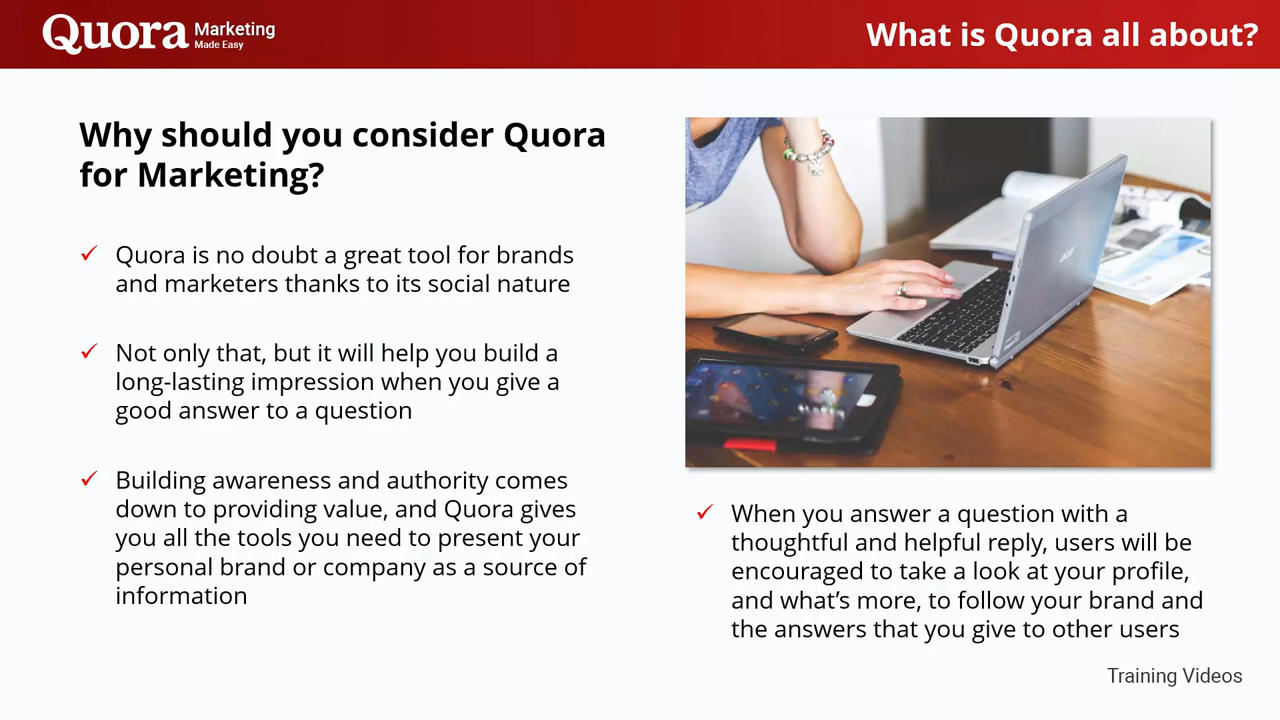 Quora Marketing
Made Easy
What is Quora all about?
Why should you consider Quora
for Marketing?
✓ Quora is no doubt a great tool for brands
and marketers thanks to its social nature
✓ Not only that, but it will help you build a
long-lasting impression when you give a
good answer to a question
✓ Building awareness and authority comes
down to providing value, and Quora gives
you all the tools you need to present your
personal brand or company as a source of
information
acer
✓ When you answer a question with a
thoughtful and helpful reply, users will be
encouraged to take a look at your profile,
and what’s more, to follow your brand and
the answers that you give to other users
Training Videos